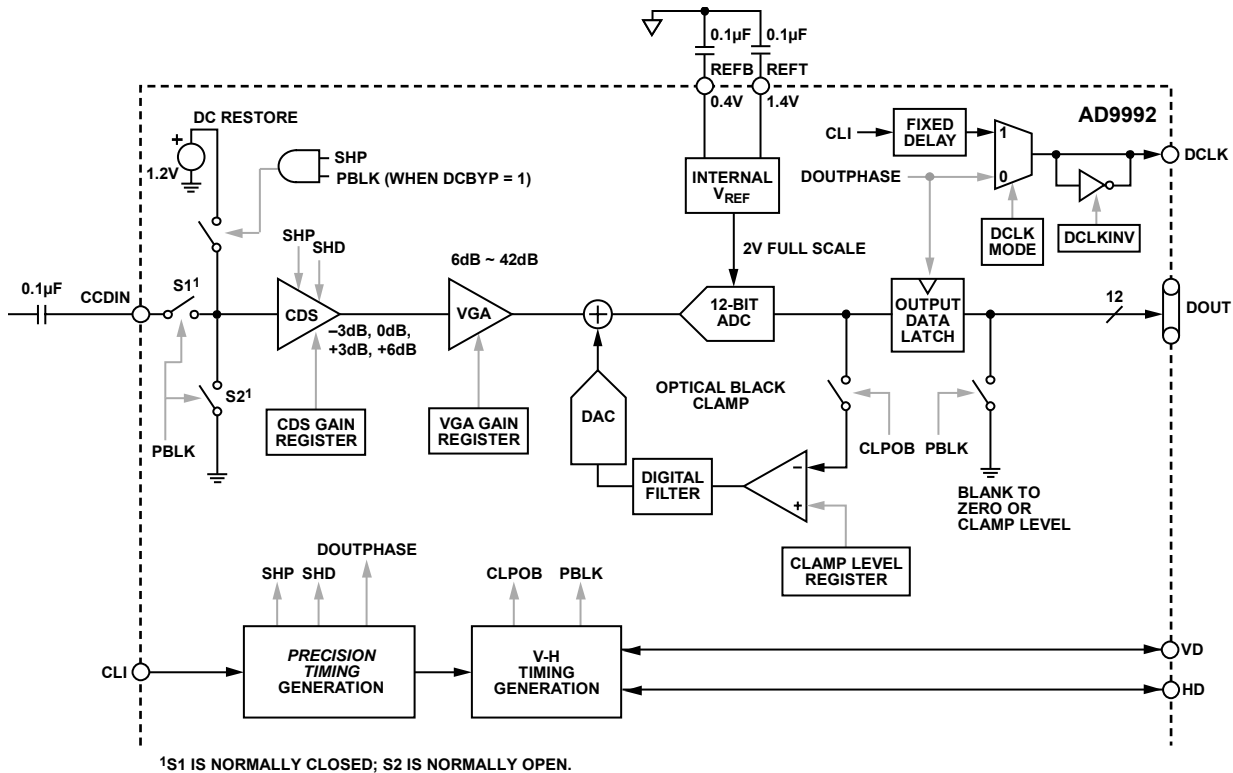 0.1µF
0.1µF
REFB
REFT
0.4V
1.4V
AD9992
DC RESTORE
+
1.2V
SHP
PBLK (WHEN DCBYP = 1)
INTERNAL
VREF
CLI
FIXED
DELAY
1
0
DOUTPHASE
DCLK
DCLK
MODE
DCLKINV
SHP
SHD
6dB ~ 42dB
2V FULL SCALE
0.1µF
CCDIN
S1¹
CDS
–3dB, 0dB,
+3dB, +6dB
VGA
+
12-BIT
ADC
OUTPUT
DATA
LATCH
12
DOUT
S2¹
PBLK
CDS GAIN
REGISTER
VGA GAIN
REGISTER
DAC
OPTICAL BLACK
CLAMP
CLPOB
PBLK
DIGITAL
FILTER
–
+
BLANK TO
ZERO OR
CLAMP LEVEL
CLAMP LEVEL
REGISTER
DOUTPHASE
SHP
SHD
CLPOB
PBLK
CLI
PRECISION
TIMING
GENERATION
V-H
TIMING
GENERATION
VD
HD
¹S1 IS NORMALLY CLOSED; S2 IS NORMALLY OPEN.